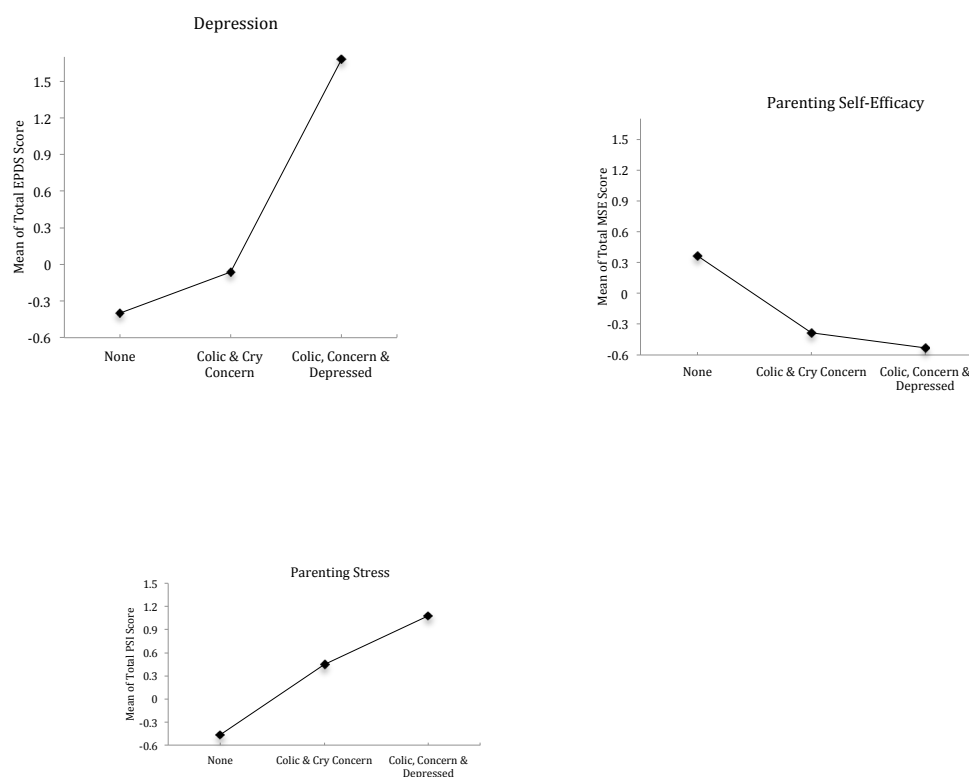 Depression
Mean of Total EPDS Score
1.5
1.2
0.9
0.6
0.3
0
-0.3
-0.6
None
Colic & Cry
Concern
Colic, Concern &
Depressed
Parenting Self-Efficacy
Mean of Total MSE Score
1.5
1.2
0.9
0.6
0.3
0
-0.3
-0.6
None
Colic & Cry Concern
Colic, Concern &
Depressed
Parenting Stress
Mean of Total PSI Score
1.5
1.2
0.9
0.6
0.3
0
-0.3
-0.6
None
Colic & Cry Concern
Colic, Concern &
Depressed